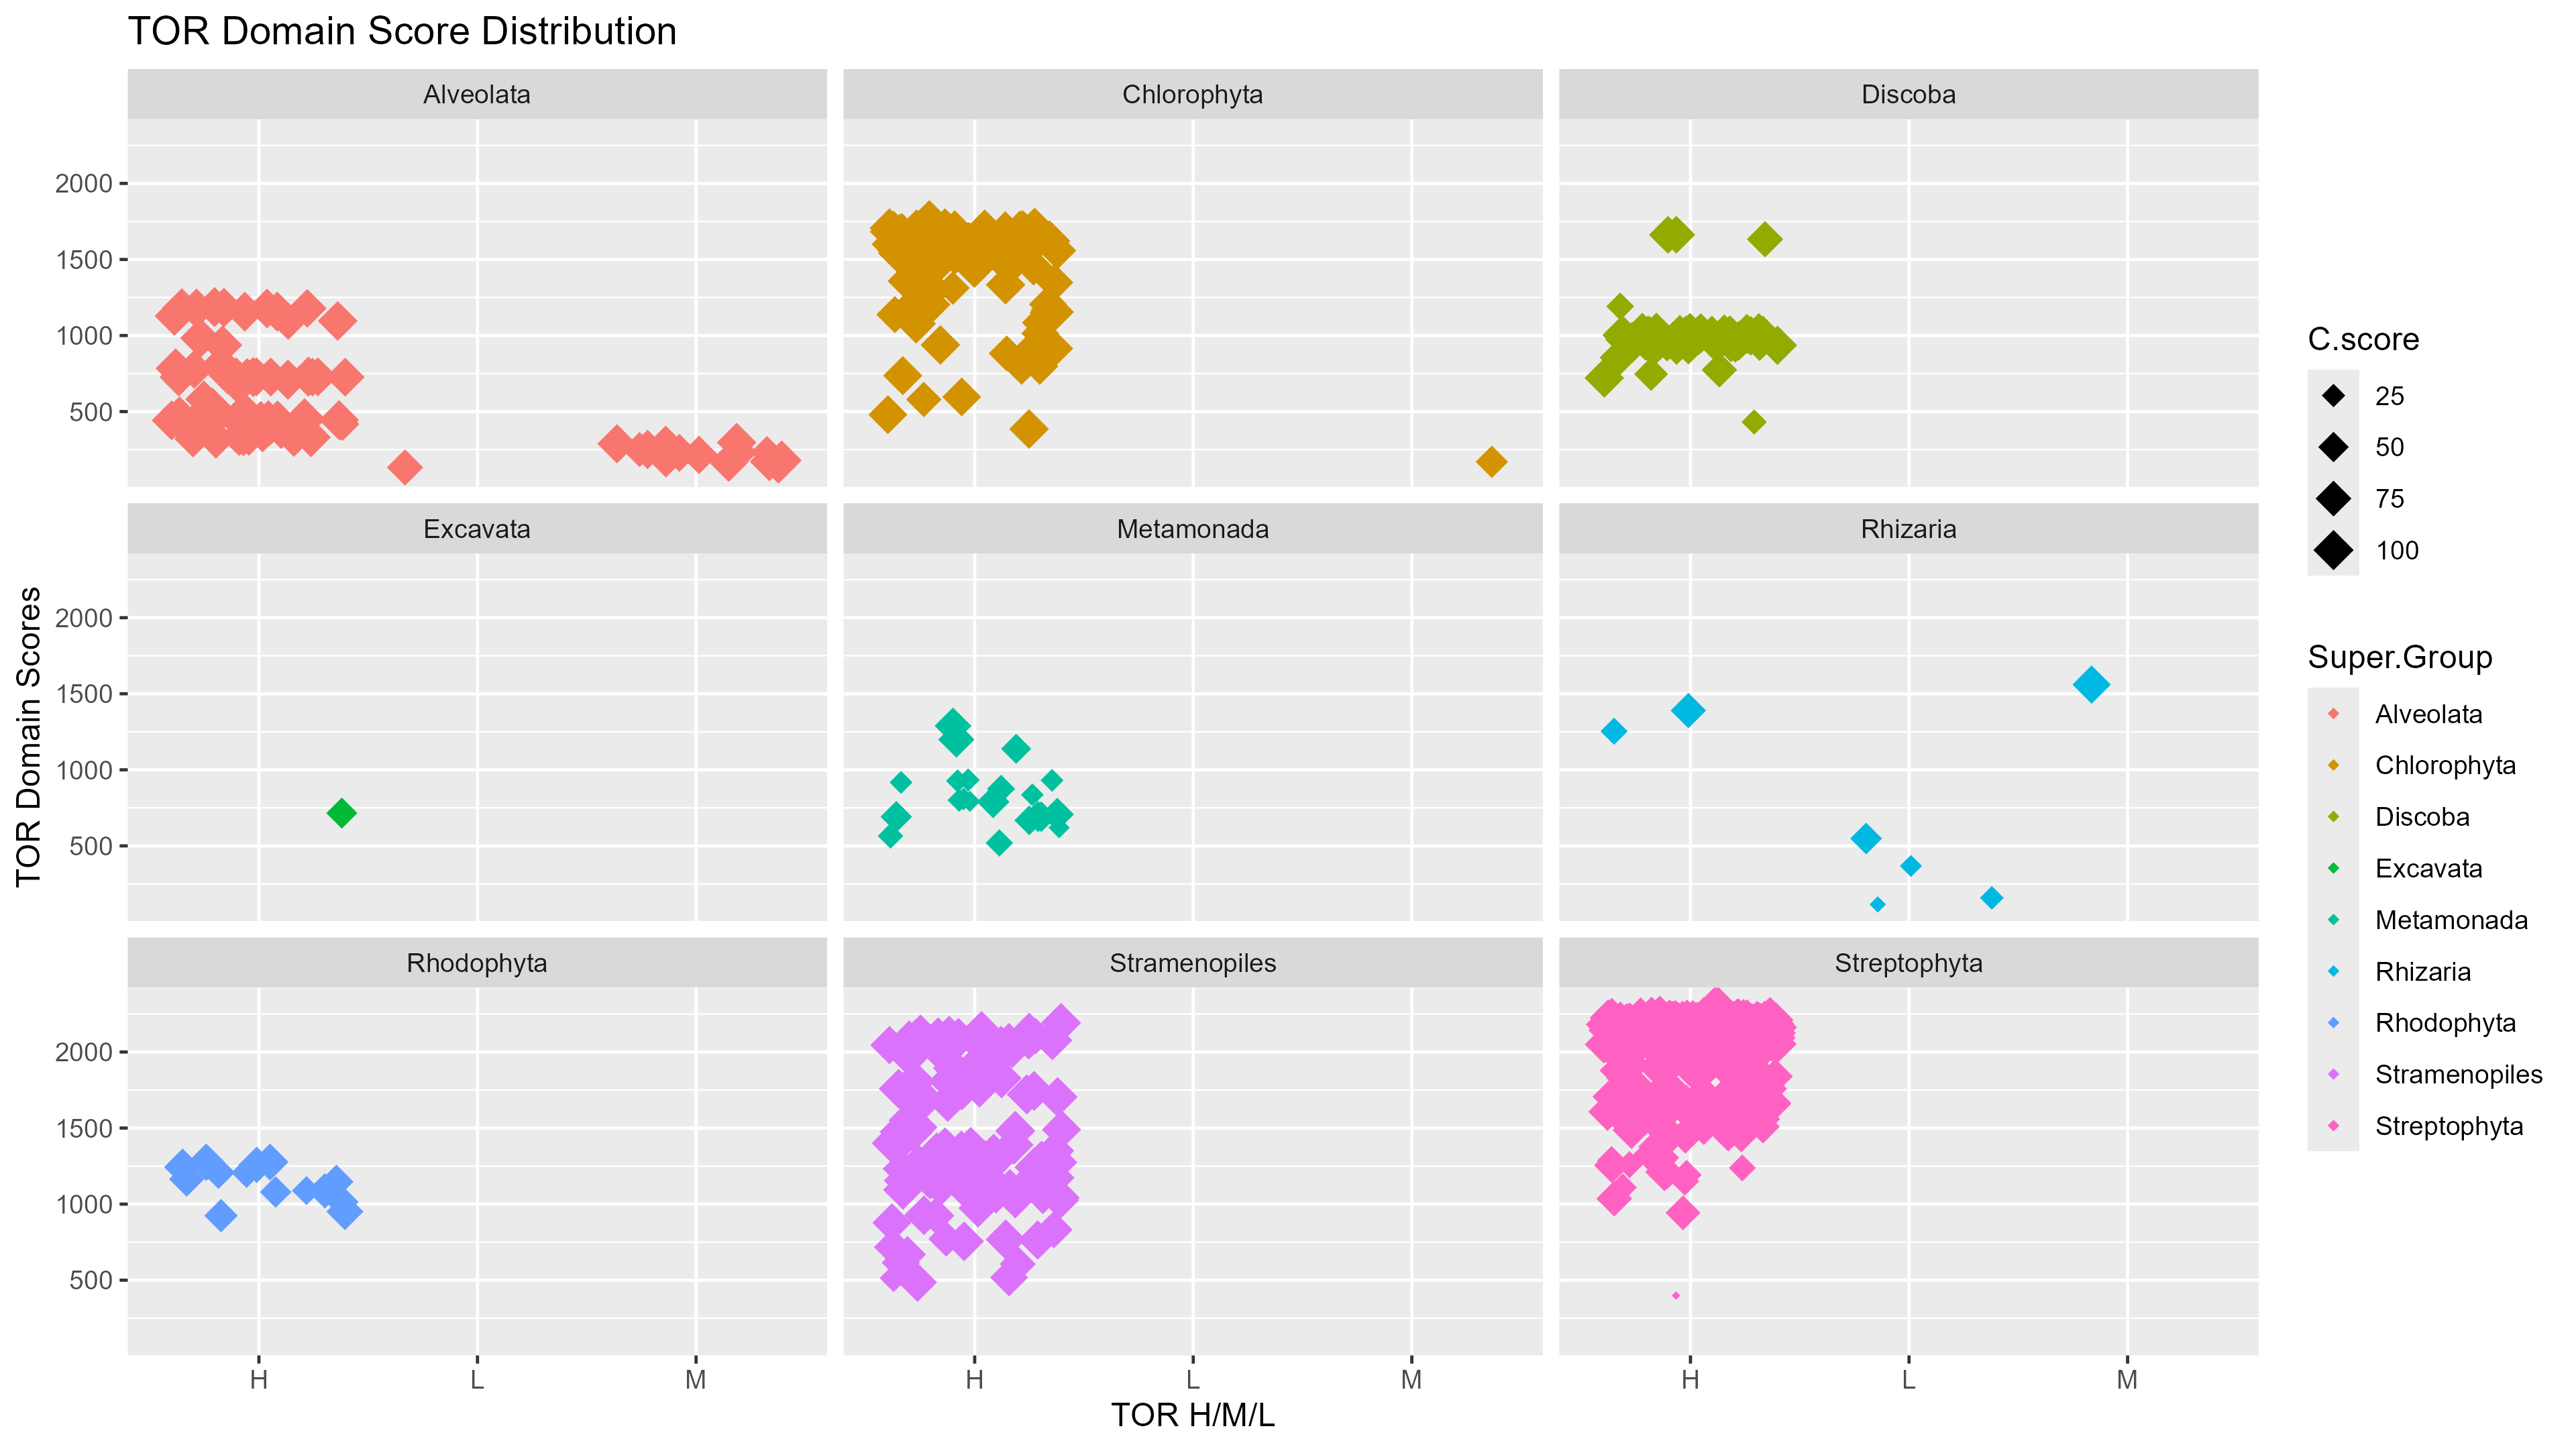 TOR Domain Score Distribution
Alveolata
Chlorophyta
Discoba
2000
1500
1000
500
Excavata
Metamonada
Rhizaria
2000
1500
1000
500
Rhodophyta
Stramenopiles
Streptophyta
2000
1500
1000
500
H
L
M
H
L
M
H
L
M
TOR H/M/L
TOR Domain Scores
C.score
25
50
75
100
Super.Group
Alveolata
Chlorophyta
Discoba
Excavata
Metamonada
Rhizaria
Rhodophyta
Stramenopiles
Streptophyta